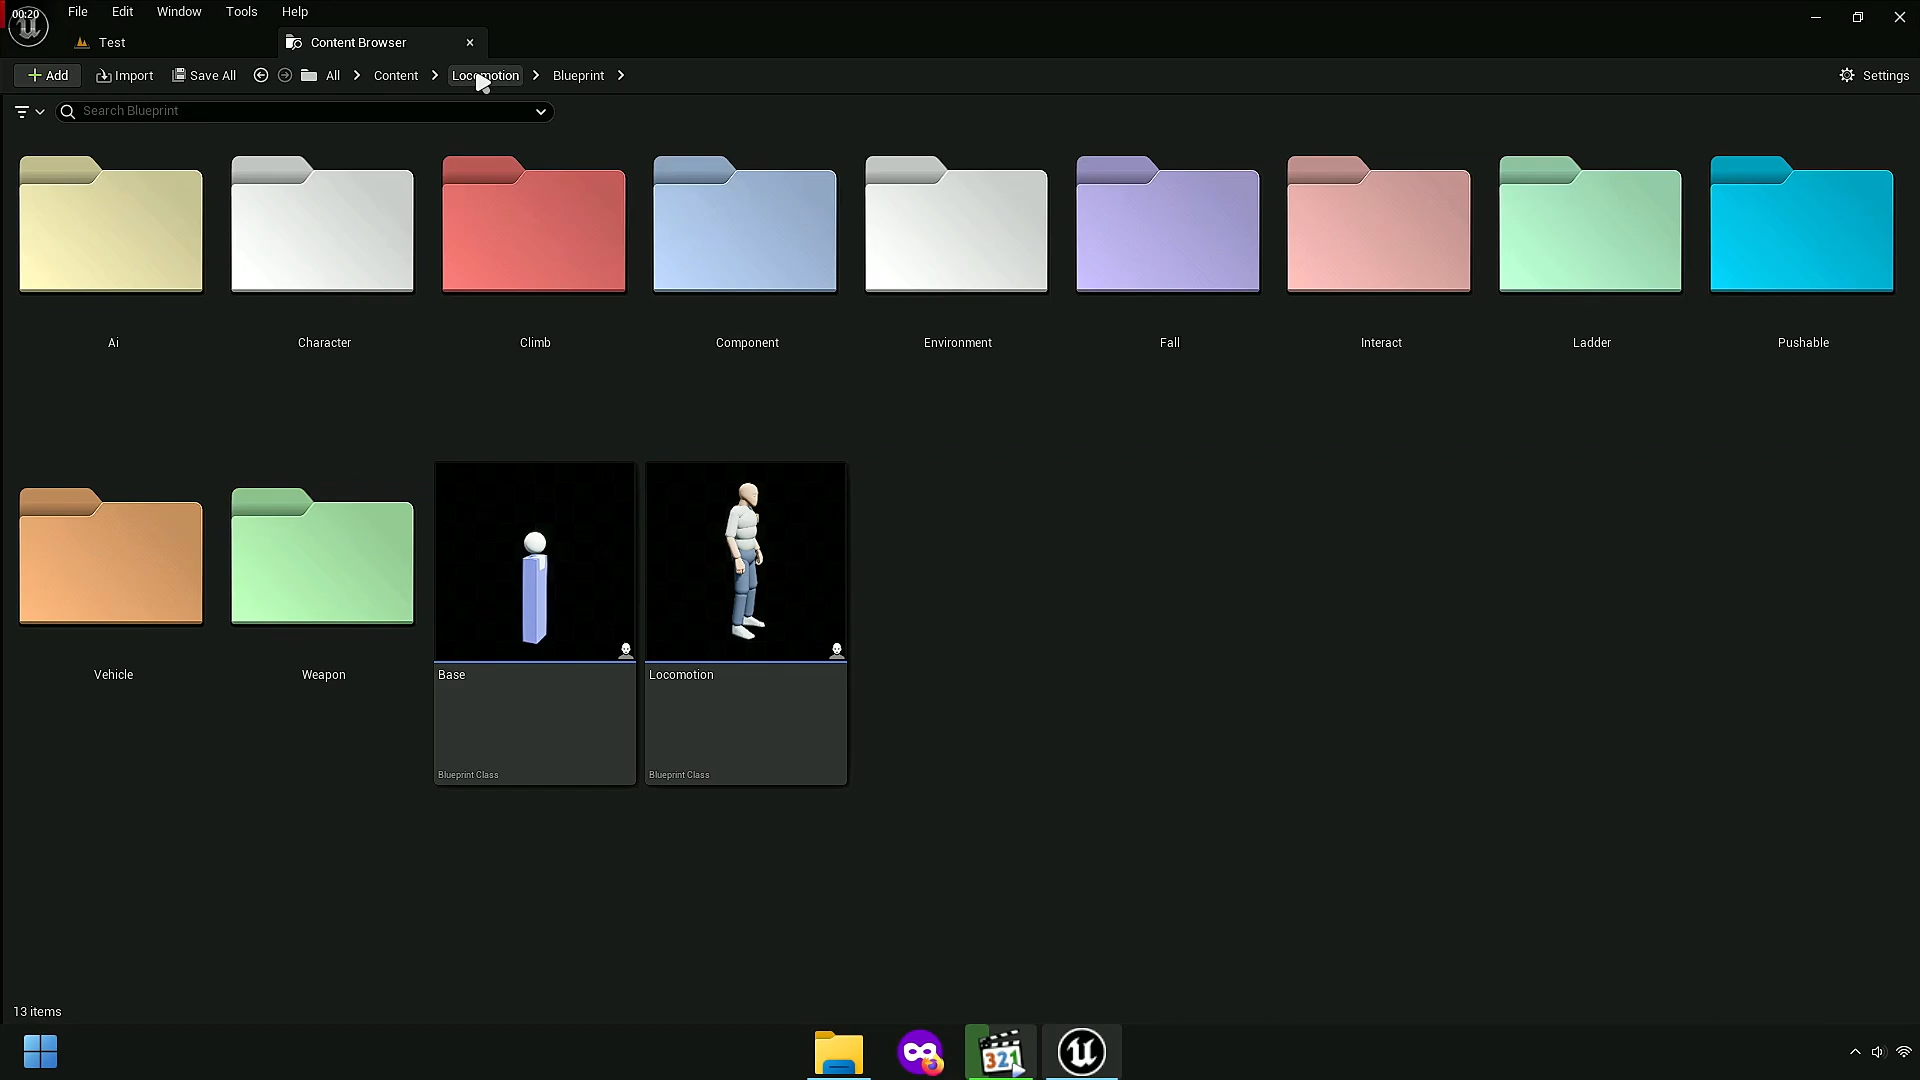 00:20
File Edit Window Tools Help
Test Content Browser
Add Import Save All All Content Locomotion Blueprint Settings
Search Blueprint
Ai Character Climb Component Environment Fall Interact Ladder Pushable
Vehicle Weapon Base Locomotion
Blueprint Class Blueprint Class
13 items
321